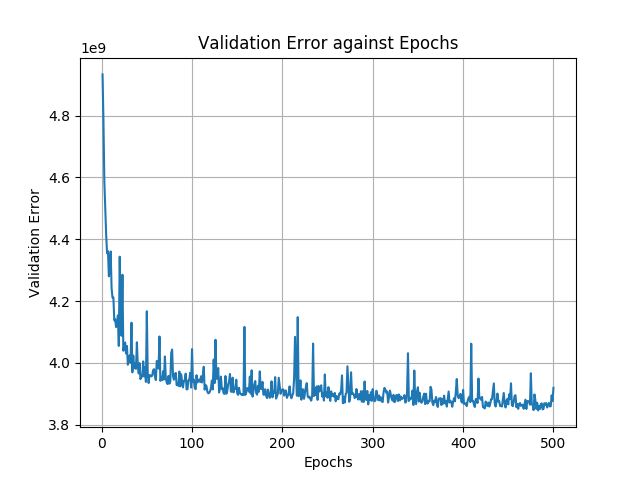 Validation Error against Epochs
1e9
4.8
4.6
4.4
4.2
4.0
3.8
Validation Error
0 100 200 300 400 500
Epochs